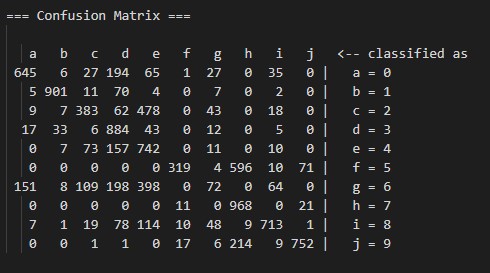 === Confusion Matrix ===
a b c d e f g h i j <-- classified as
645 6 27 194 65 1 27 0 35 0 | a = 0
5 901 11 70 4 0 7 0 2 0 | b = 1
9 7 383 62 478 0 43 0 18 0 | c = 2
17 33 6 884 43 0 12 0 5 0 | d = 3
0 7 73 157 742 0 11 0 10 0 | e = 4
0 0 0 0 0 319 4 596 10 71 | f = 5
151 8 109 198 398 0 72 0 64 0 | g = 6
0 0 0 0 0 11 0 968 0 21 | h = 7
7 1 19 78 114 10 48 9 713 1 | i = 8
0 0 1 1 0 17 6 214 9 752 | j = 9